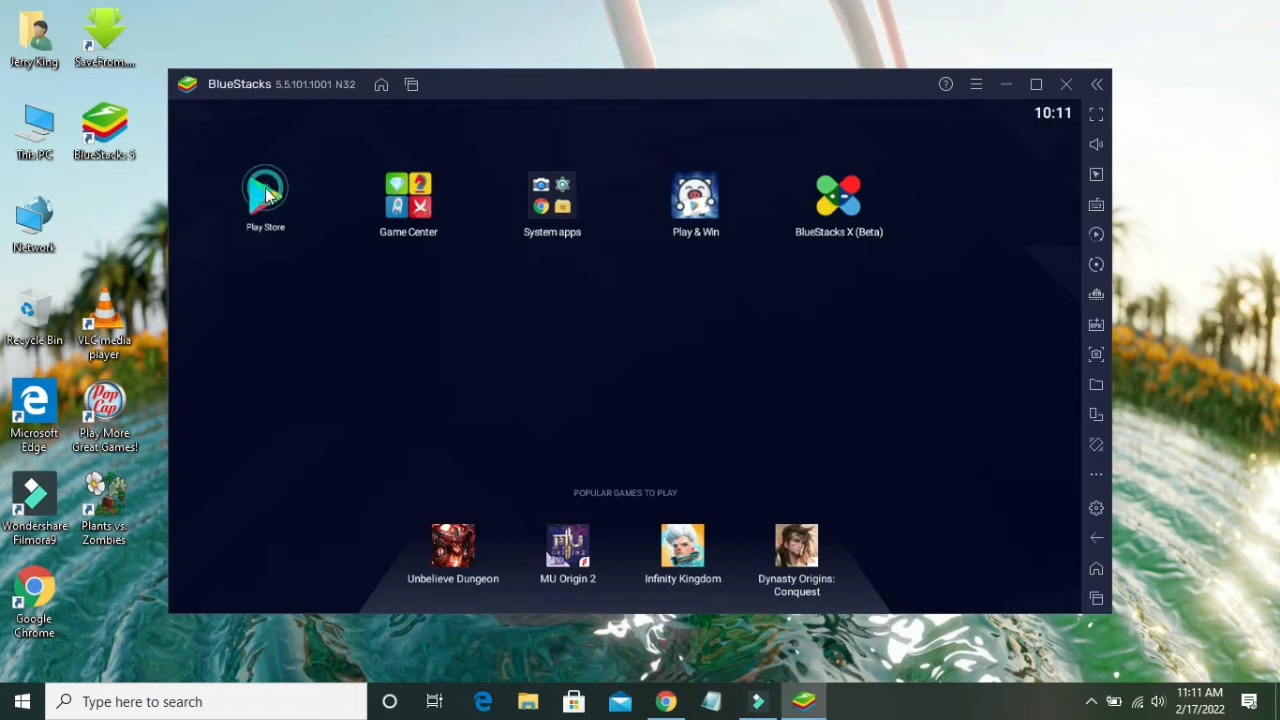 Jerry King
SaveFrom....
This PC
BlueStacks 5
Network
Recycle Bin
VLC media
player
Microsoft
Edge
Pop
Cap
Play More
Great Games!
Wondershare
Filmora9
Plants vs.
Zombies
Google
Chrome
BlueStacks 5.5.101.1001 N32
10:11
Play Store
Game Center
System apps
Play & Win
BlueStacks X (Beta)
POPULAR GAMES TO PLAY
Unbelieve Dungeon
MU Origin 2
Infinity Kingdom
Dynasty Origins:
Conquest
Type here to search
11:11 AM
2/17/2022